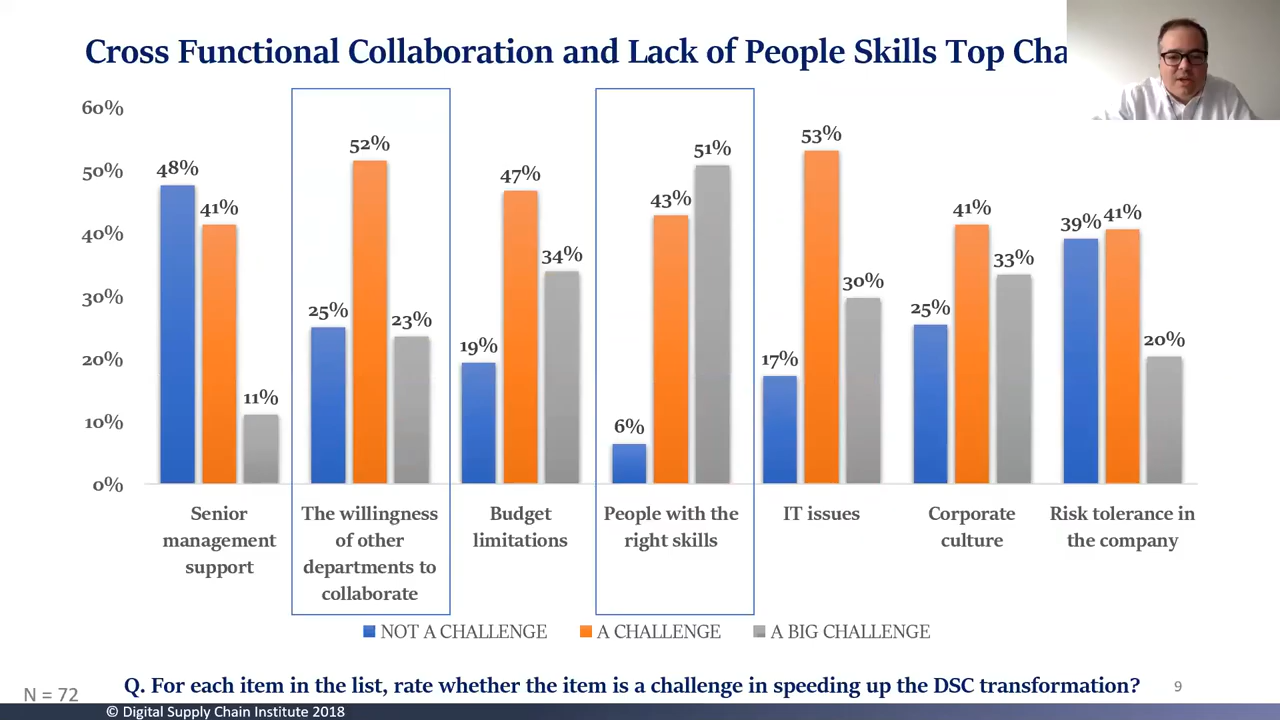 Cross Functional Collaboration and Lack of People Skills Top
60%
50%
40%
30%
20%
10%
0%
48%
41%
11%
25%
52%
23%
19%
47%
34%
6%
43%
51%
17%
53%
30%
25%
41%
33%
39%
41%
20%
Senior
management
support
The willingness
of other
departments to
collaborate
Budget
limitations
People with the
right skills
IT issues
Corporate
culture
Risk tolerance in
the company
NOT A CHALLENGE
A CHALLENGE
A BIG CHALLENGE
N = 72
Q. For each item in the list, rate whether the item is a challenge in speeding up the DSC transformation?
9
© Digital Supply Chain Institute 2018